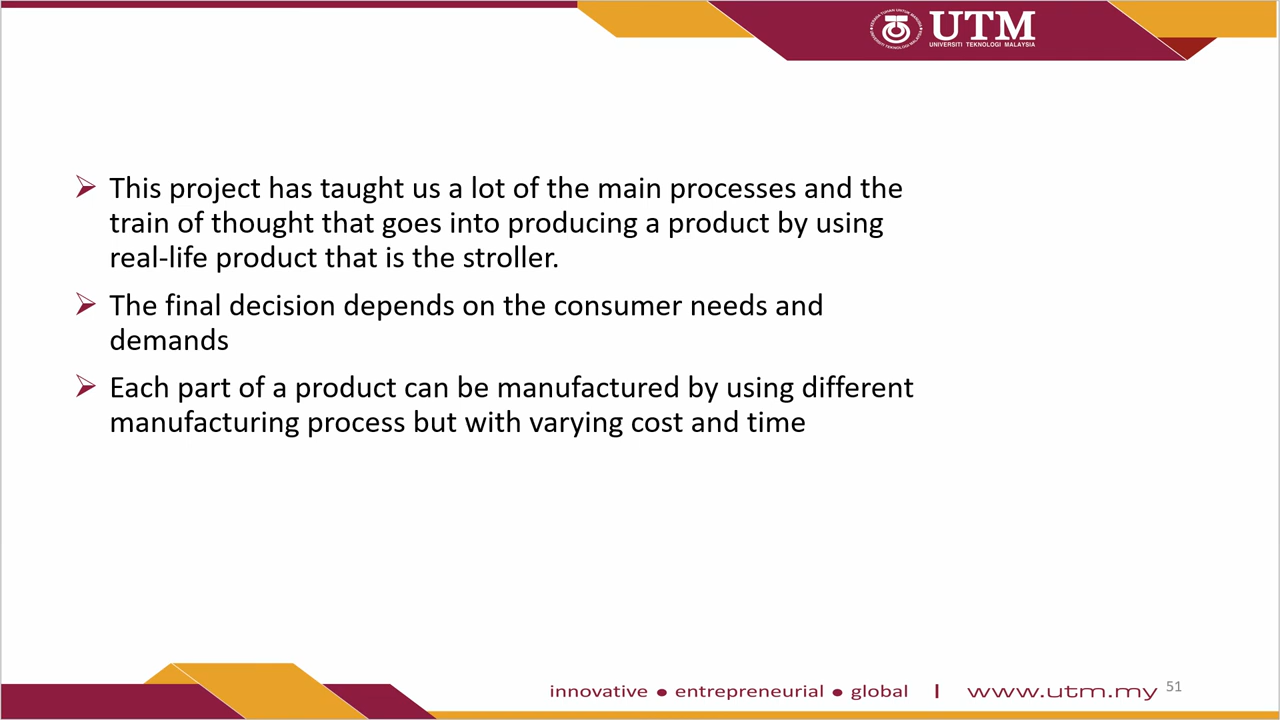 UTM
UNIVERSITI TEKNOLOGI MALAYSIA
This project has taught us a lot of the main processes and the
train of thought that goes into producing a product by using
real-life product that is the stroller.
The final decision depends on the consumer needs and
demands
Each part of a product can be manufactured by using different
manufacturing process but with varying cost and time
innovative ● entrepreneurial ● global | www.utm.my
51